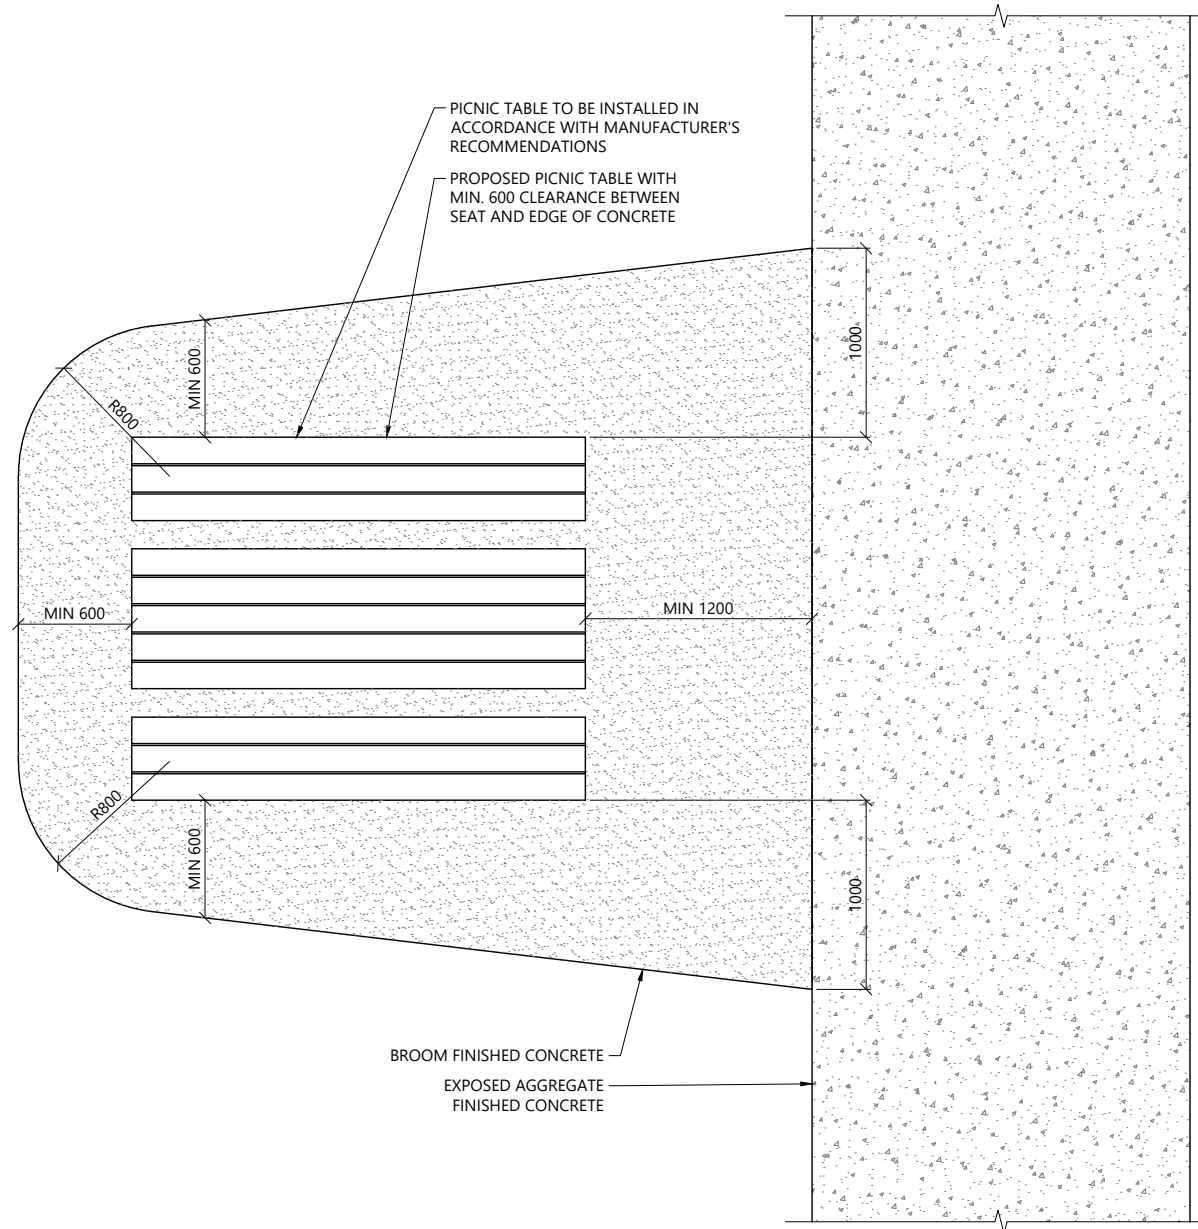 PICNIC TABLE TO BE INSTALLED IN
ACCORDANCE WITH MANUFACTURER'S
RECOMMENDATIONS
PROPOSED PICNIC TABLE WITH
MIN. 600 CLEARANCE BETWEEN
SEAT AND EDGE OF CONCRETE
1000
MIN 600
R800
MIN 600
MIN 1200
R800
MIN 600
1000
BROOM FINISHED CONCRETE
EXPOSED AGGREGATE
FINISHED CONCRETE